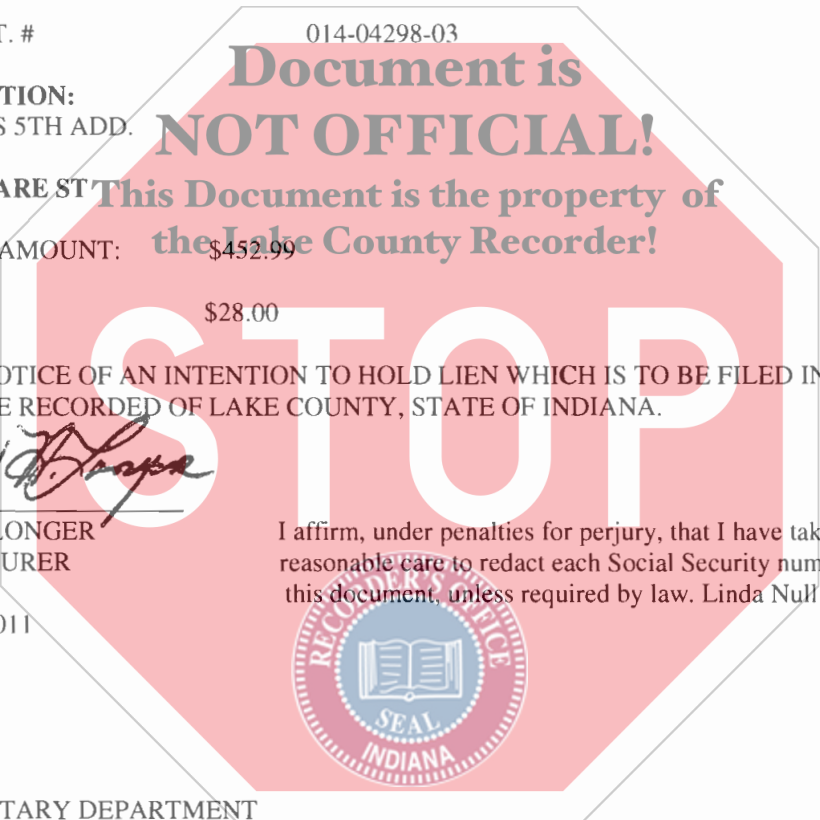 T. # 014-04298-03
Document is
TION:
S 5TH ADD.
NOT OFFICIAL!
ARE ST
This Document is the property of
AMOUNT: $452.99
the Lake County Recorder!
$28.00
STOP
OTICE OF AN INTENTION TO HOLD LIEN WHICH IS TO BE FILED IN
E RECORDED OF LAKE COUNTY, STATE OF INDIANA.
LONGER
URER
I affirm, under penalties for perjury, that I have tak
reasonable care to redact each Social Security num
this document, unless required by law. Linda Null
011
RECORDER'S OFFICE
SEAL
INDIANA
TARY DEPARTMENT